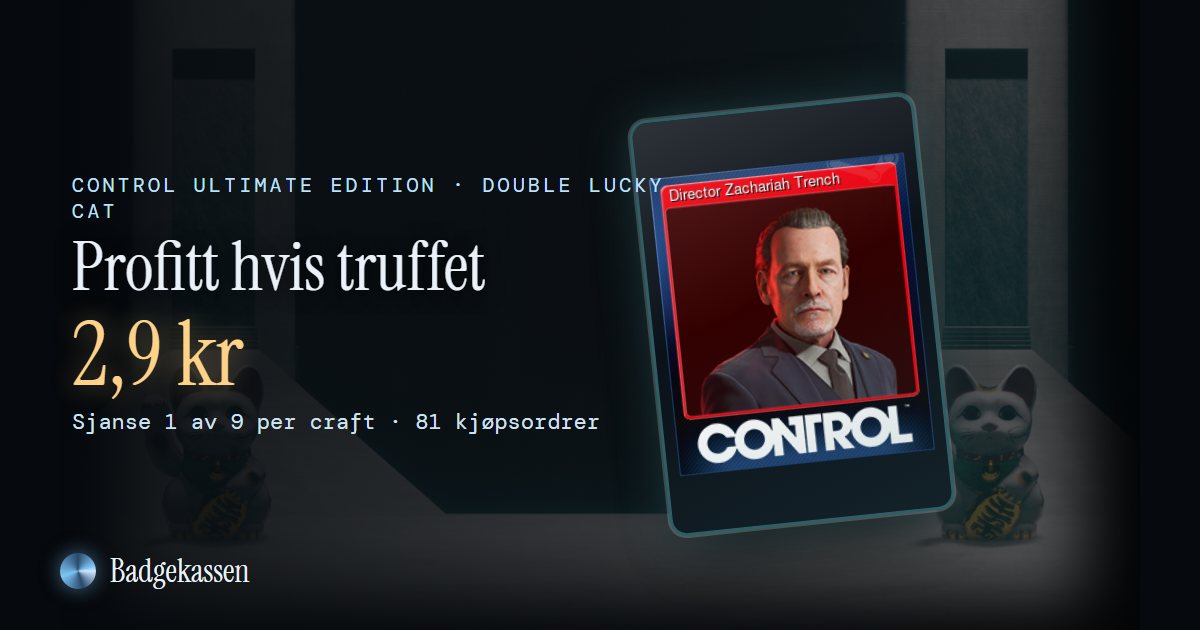 CONTROL ULTIMATE EDITION · DOUBLE LUCKY
CAT
Profitt hvis truffet
2,9 kr
Sjanse 1 av 9 per craft · 81 kjøpsordrer
Director Zachariah Trench
CONTROL™
Badgekassen